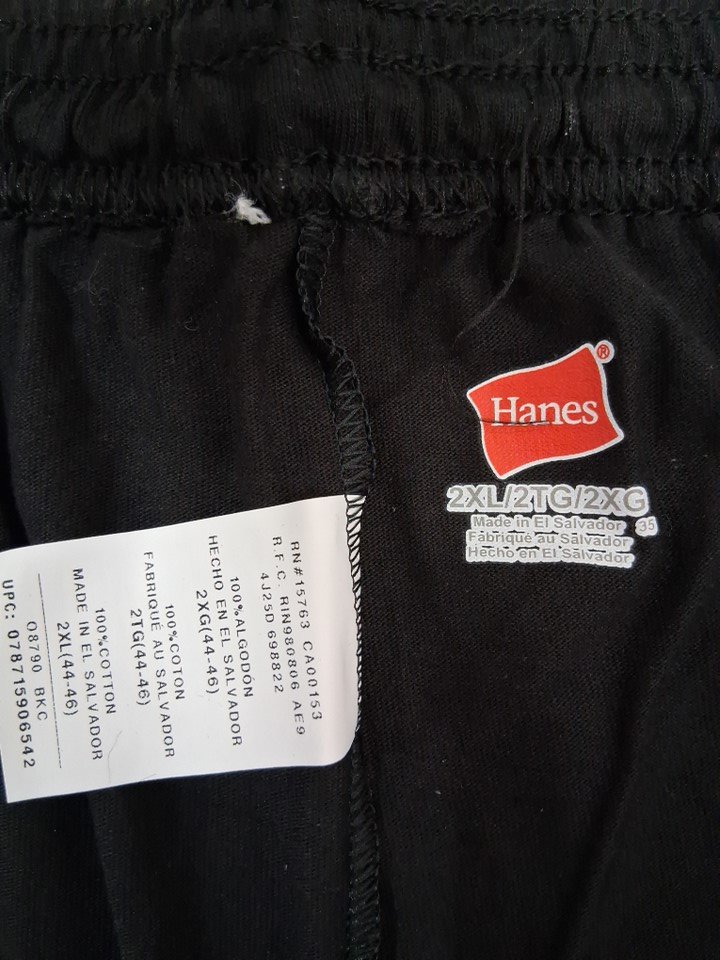 Hanes®
2XL/2TG/2XG
Made in El Salvador
Fabriqué au Salvador
Hecho en El Salvador
35
RN#15763 CA00153
R.F.C. RIN980806 AE9
4J25D 698822
100%ALGODÓN
HECHO EN EL SALVADOR
2XG(44-46)
100%COTON
FABRIQUÉ AU SALVADOR
2TG(44-46)
100%COTTON
MADE IN EL SALVADOR
2XL(44-46)
O8790 BKC
UPC: 078715906542